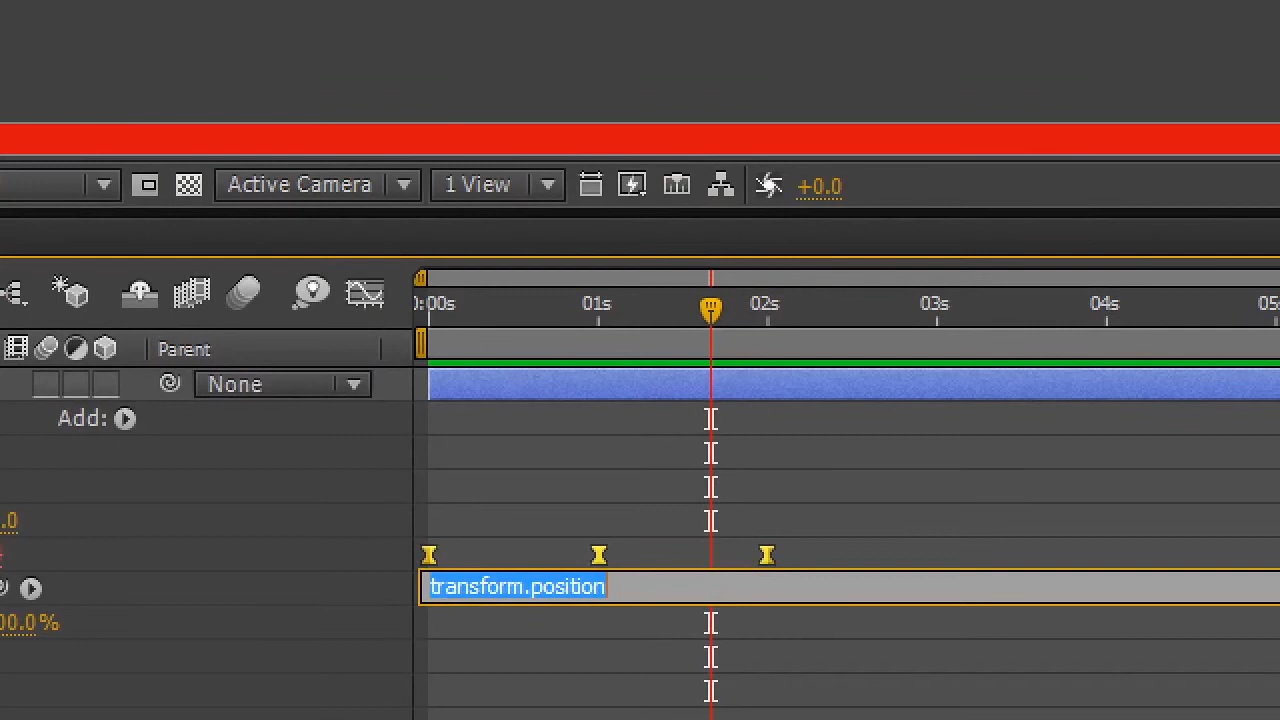 Active Camera 1 View +0.0
0:00s 01s 02s 03s 04s 05
Parent
None
Add:
.0
transform.position
00.0%